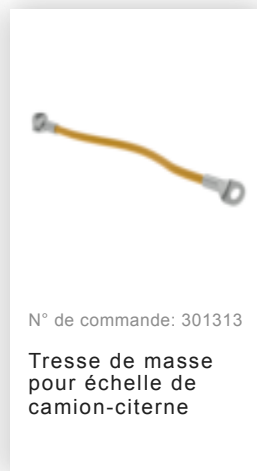 N° de commande: 301313
Tresse de masse
pour échelle de
camion-citerne